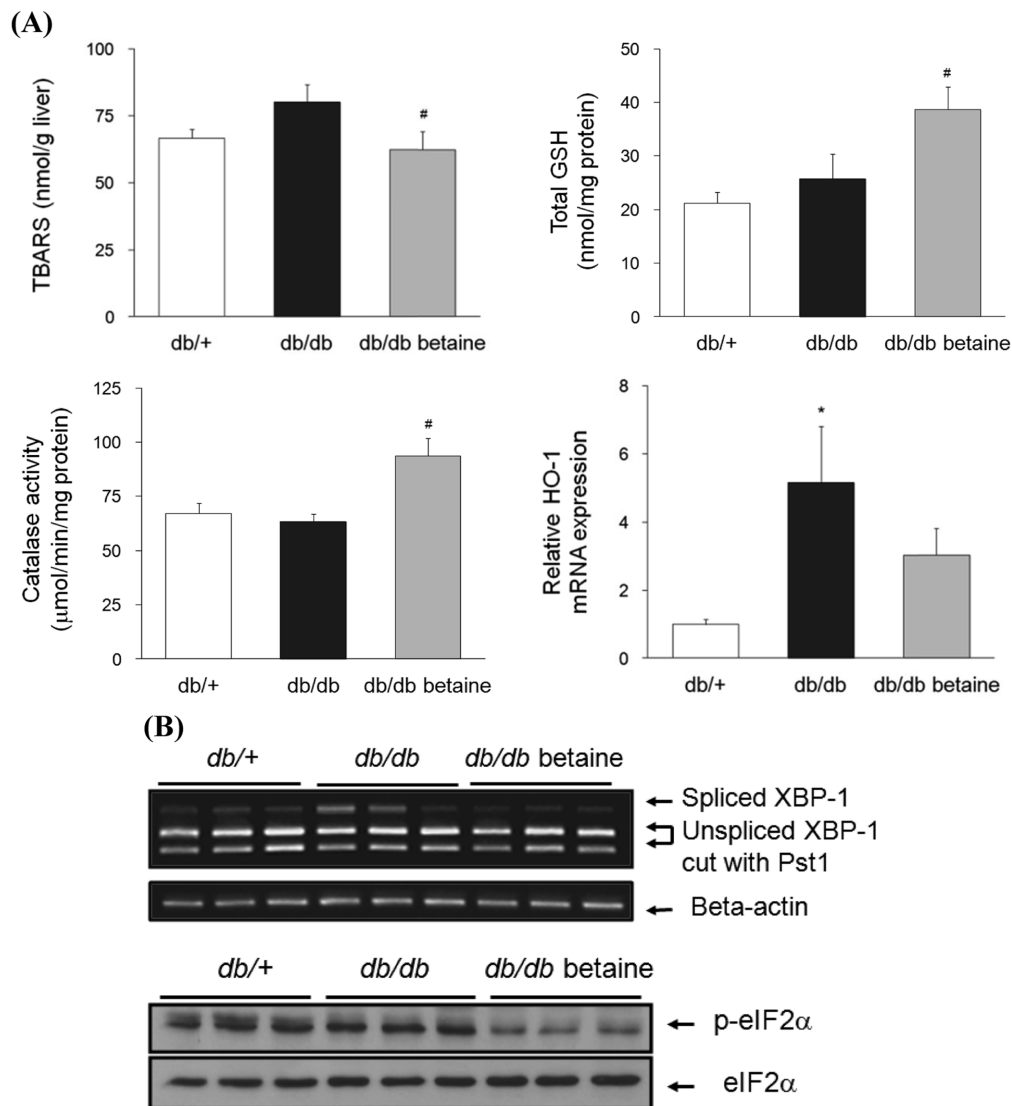 (A)
100
75
50
25
0
TBARS (nmol/g liver)
#
db/+
db/db
db/db betaine
50
40
30
20
10
0
Total GSH
(nmol/mg protein)
#
db/+
db/db
db/db betaine
125
100
75
50
25
0
Catalase activity
(μmol/min/mg protein)
#
db/+
db/db
db/db betaine
8
6
4
2
0
Relative HO-1
mRNA expression
*
db/+
db/db
db/db betaine
(B)
db/+ db/db db/db betaine
Spliced XBP-1
Unspliced XBP-1
cut with Pst1
Beta-actin
db/+ db/db db/db betaine
p-eIF2α
eIF2α